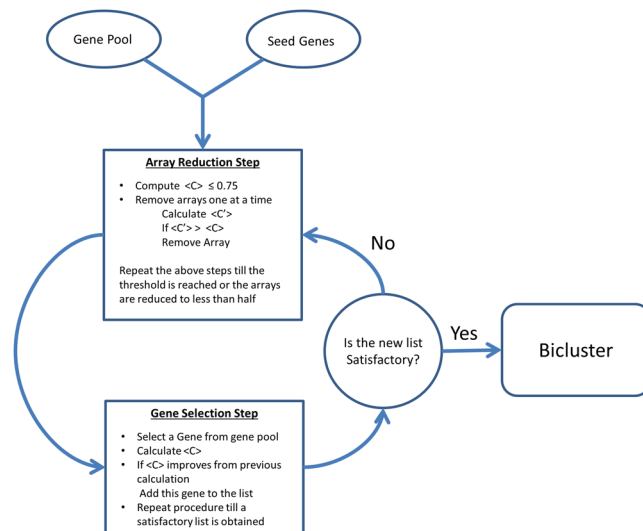 Gene Pool
Seed Genes
Array Reduction Step
• Compute <C> ≤ 0.75
• Remove arrays one at a time
Calculate <C'>
If <C'> > <C>
Remove Array
Repeat the above steps till the
threshold is reached or the arrays
are reduced to less than half
No
Is the new list
Satisfactory?
Yes
Bicluster
Gene Selection Step
• Select a Gene from gene pool
• Calculate <C>
• If <C> improves from previous
calculation
Add this gene to the list
• Repeat procedure till a
satisfactory list is obtained